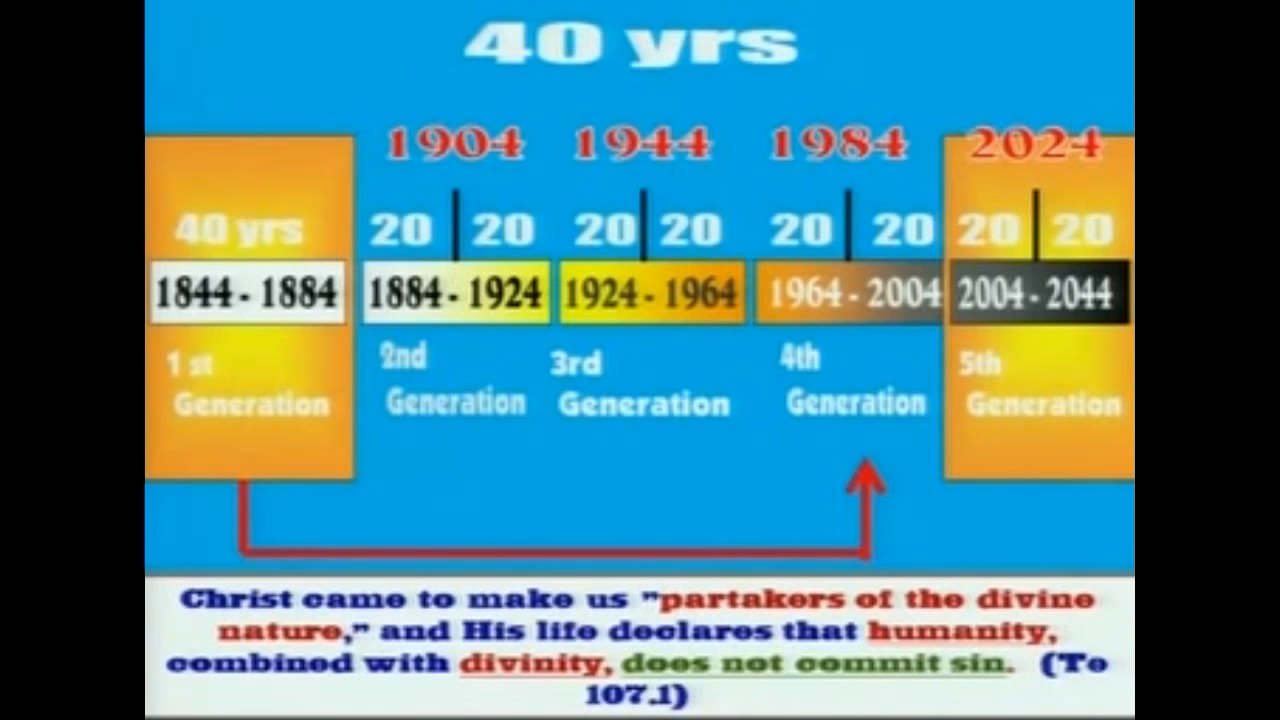 40 yrs
1904 1944 1984 2024
40 yrs 20 20 20 20 20 20 20 20
1844 - 1884 1884 - 1924 1924 - 1964 1964 - 2004 2004 - 2044
1 st 2nd 3rd 4th 5th
Generation Generation Generation Generation Generation
Christ came to make us "partakers of the divine
nature," and His life declares that humanity,
combined with divinity, does not commit sin. (Te
107.1)